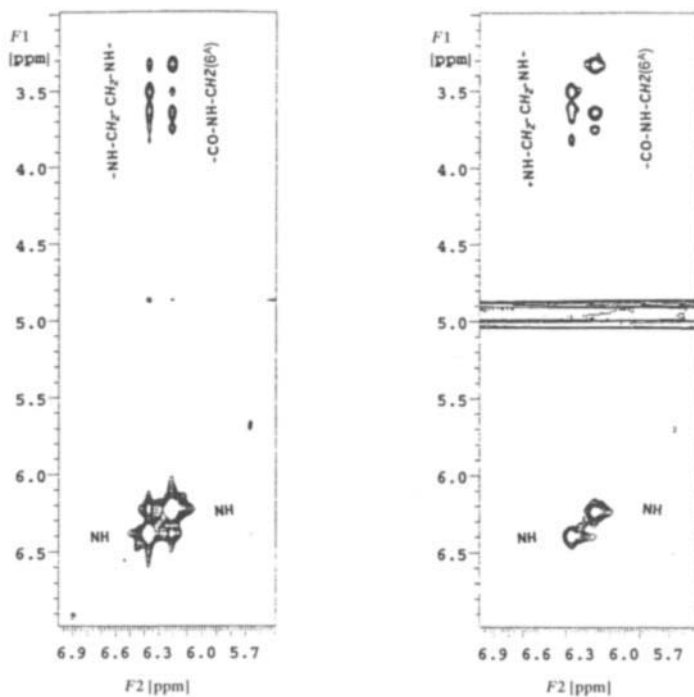 F1
[ppm]
3.5
4.0
4.5
5.0
5.5
6.0
6.5
-NH-CH2-CH2-NH-
-CO-NH-CH2(6A)
NH
NH
6.9 6.6 6.3 6.0 5.7
F2 [ppm]
F1
[ppm]
3.5
4.0
4.5
5.0
5.5
6.0
6.5
-NH-CH2-CH2-NH-
-CO-NH-CH2(6A)
NH
NH
6.9 6.6 6.3 6.0 5.7
F2 [ppm]